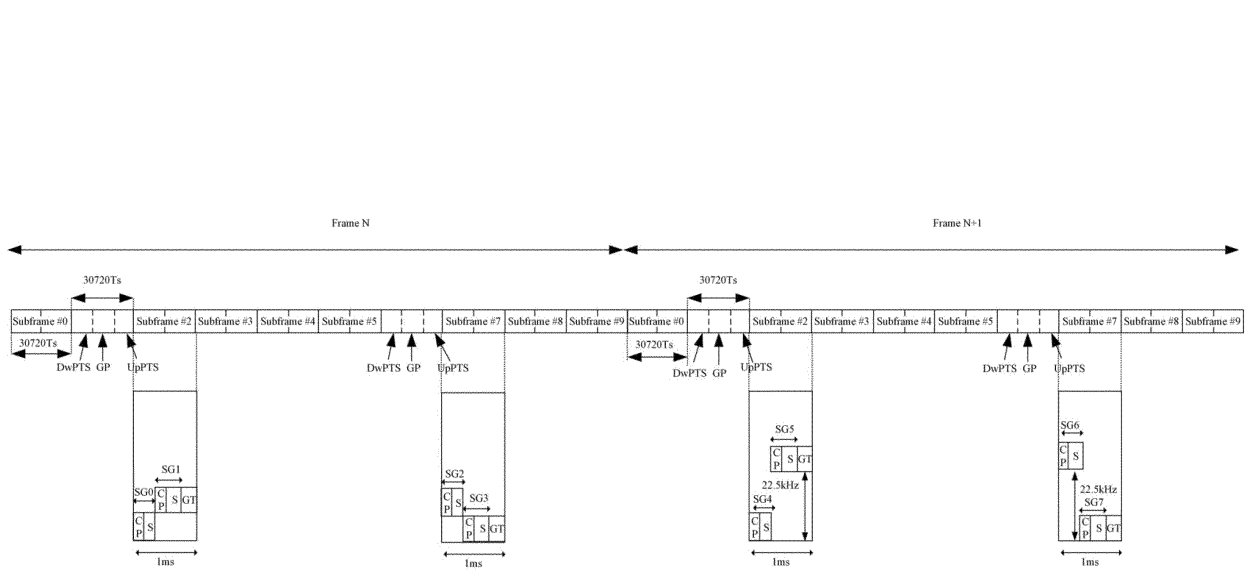 Frame N Frame N+1
30720Ts 30720Ts
Subframe #0 Subframe #2 Subframe #3 Subframe #4 Subframe #5 Subframe #7 Subframe #8 Subframe #9 Subframe #0 Subframe #2 Subframe #3 Subframe #4 Subframe #5 Subframe #7 Subframe #8 Subframe #9
30720Ts 30720Ts
DwPTS GP UpPTS DwPTS GP UpPTS DwPTS GP UpPTS DwPTS GP UpPTS
SG1
SG0
CP S GT
CP S
1ms
SG2
CP S
SG3
CP S GT
1ms
SG5
CP S GT
22.5kHz
SG4
CP S
1ms
SG6
CP S
22.5kHz
SG7
CP S GT
1ms